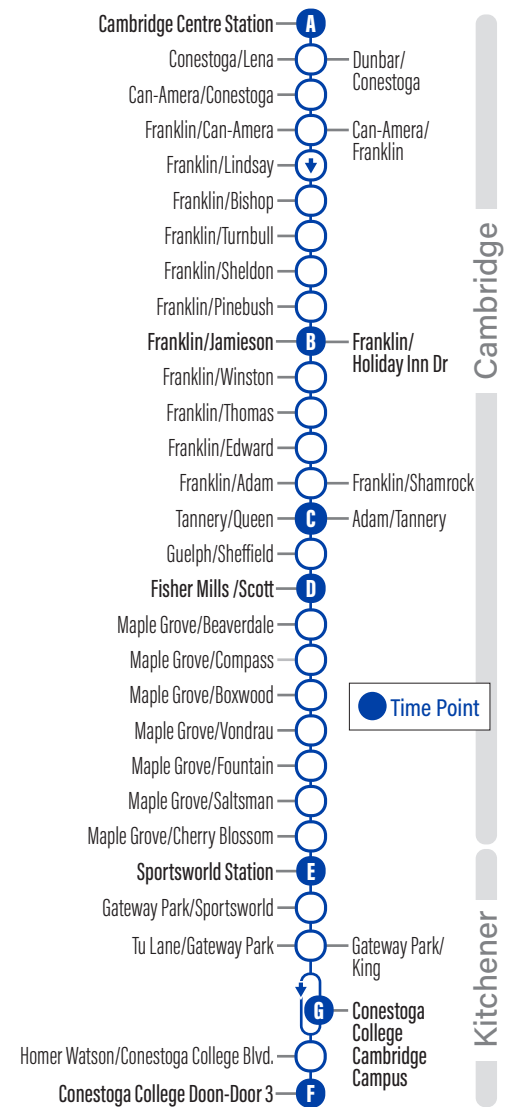 Cambridge Centre Station A
Conestoga/Lena Dunbar/
Conestoga
Can-Amera/Conestoga
Franklin/Can-Amera Can-Amera/
Franklin
Franklin/Lindsay
Franklin/Bishop
Franklin/Turnbull
Franklin/Sheldon
Franklin/Pinebush
Franklin/Jamieson B Franklin/
Holiday Inn Dr
Franklin/Winston
Franklin/Thomas
Franklin/Edward
Franklin/Adam Franklin/Shamrock
Tannery/Queen C Adam/Tannery
Guelph/Sheffield
Fisher Mills /Scott D
Maple Grove/Beaverdale
Maple Grove/Compass
Maple Grove/Boxwood
Maple Grove/Vondrau
Maple Grove/Fountain
Maple Grove/Saltsman
Maple Grove/Cherry Blossom
Sportsworld Station E
Gateway Park/Sportsworld
Tu Lane/Gateway Park Gateway Park/
King
G Conestoga
College
Cambridge
Campus
Homer Watson/Conestoga College Blvd.
Conestoga College Doon-Door 3 F
Time Point
Cambridge
Kitchener